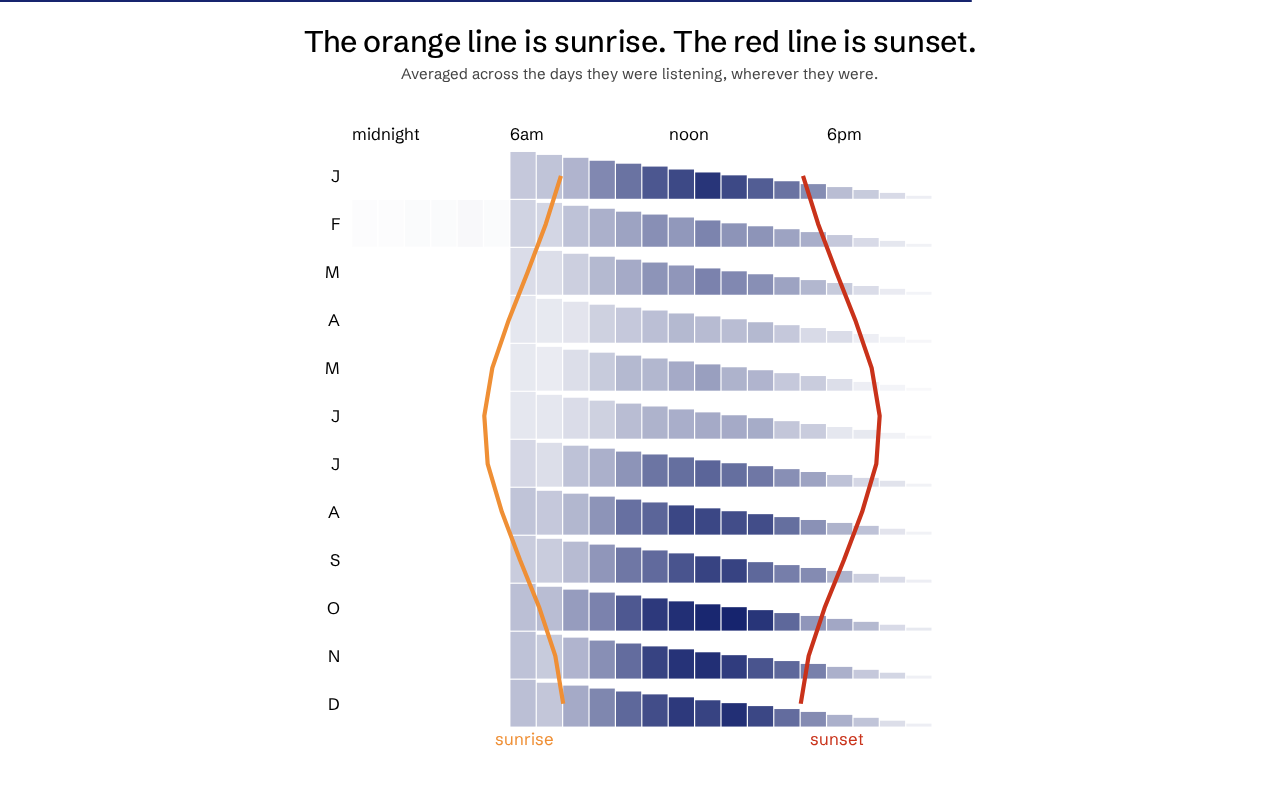 The orange line is sunrise. The red line is sunset.
Averaged across the days they were listening, wherever they were.
midnight 6am noon 6pm
J
F
M
A
M
J
J
A
S
O
N
D
sunrise sunset